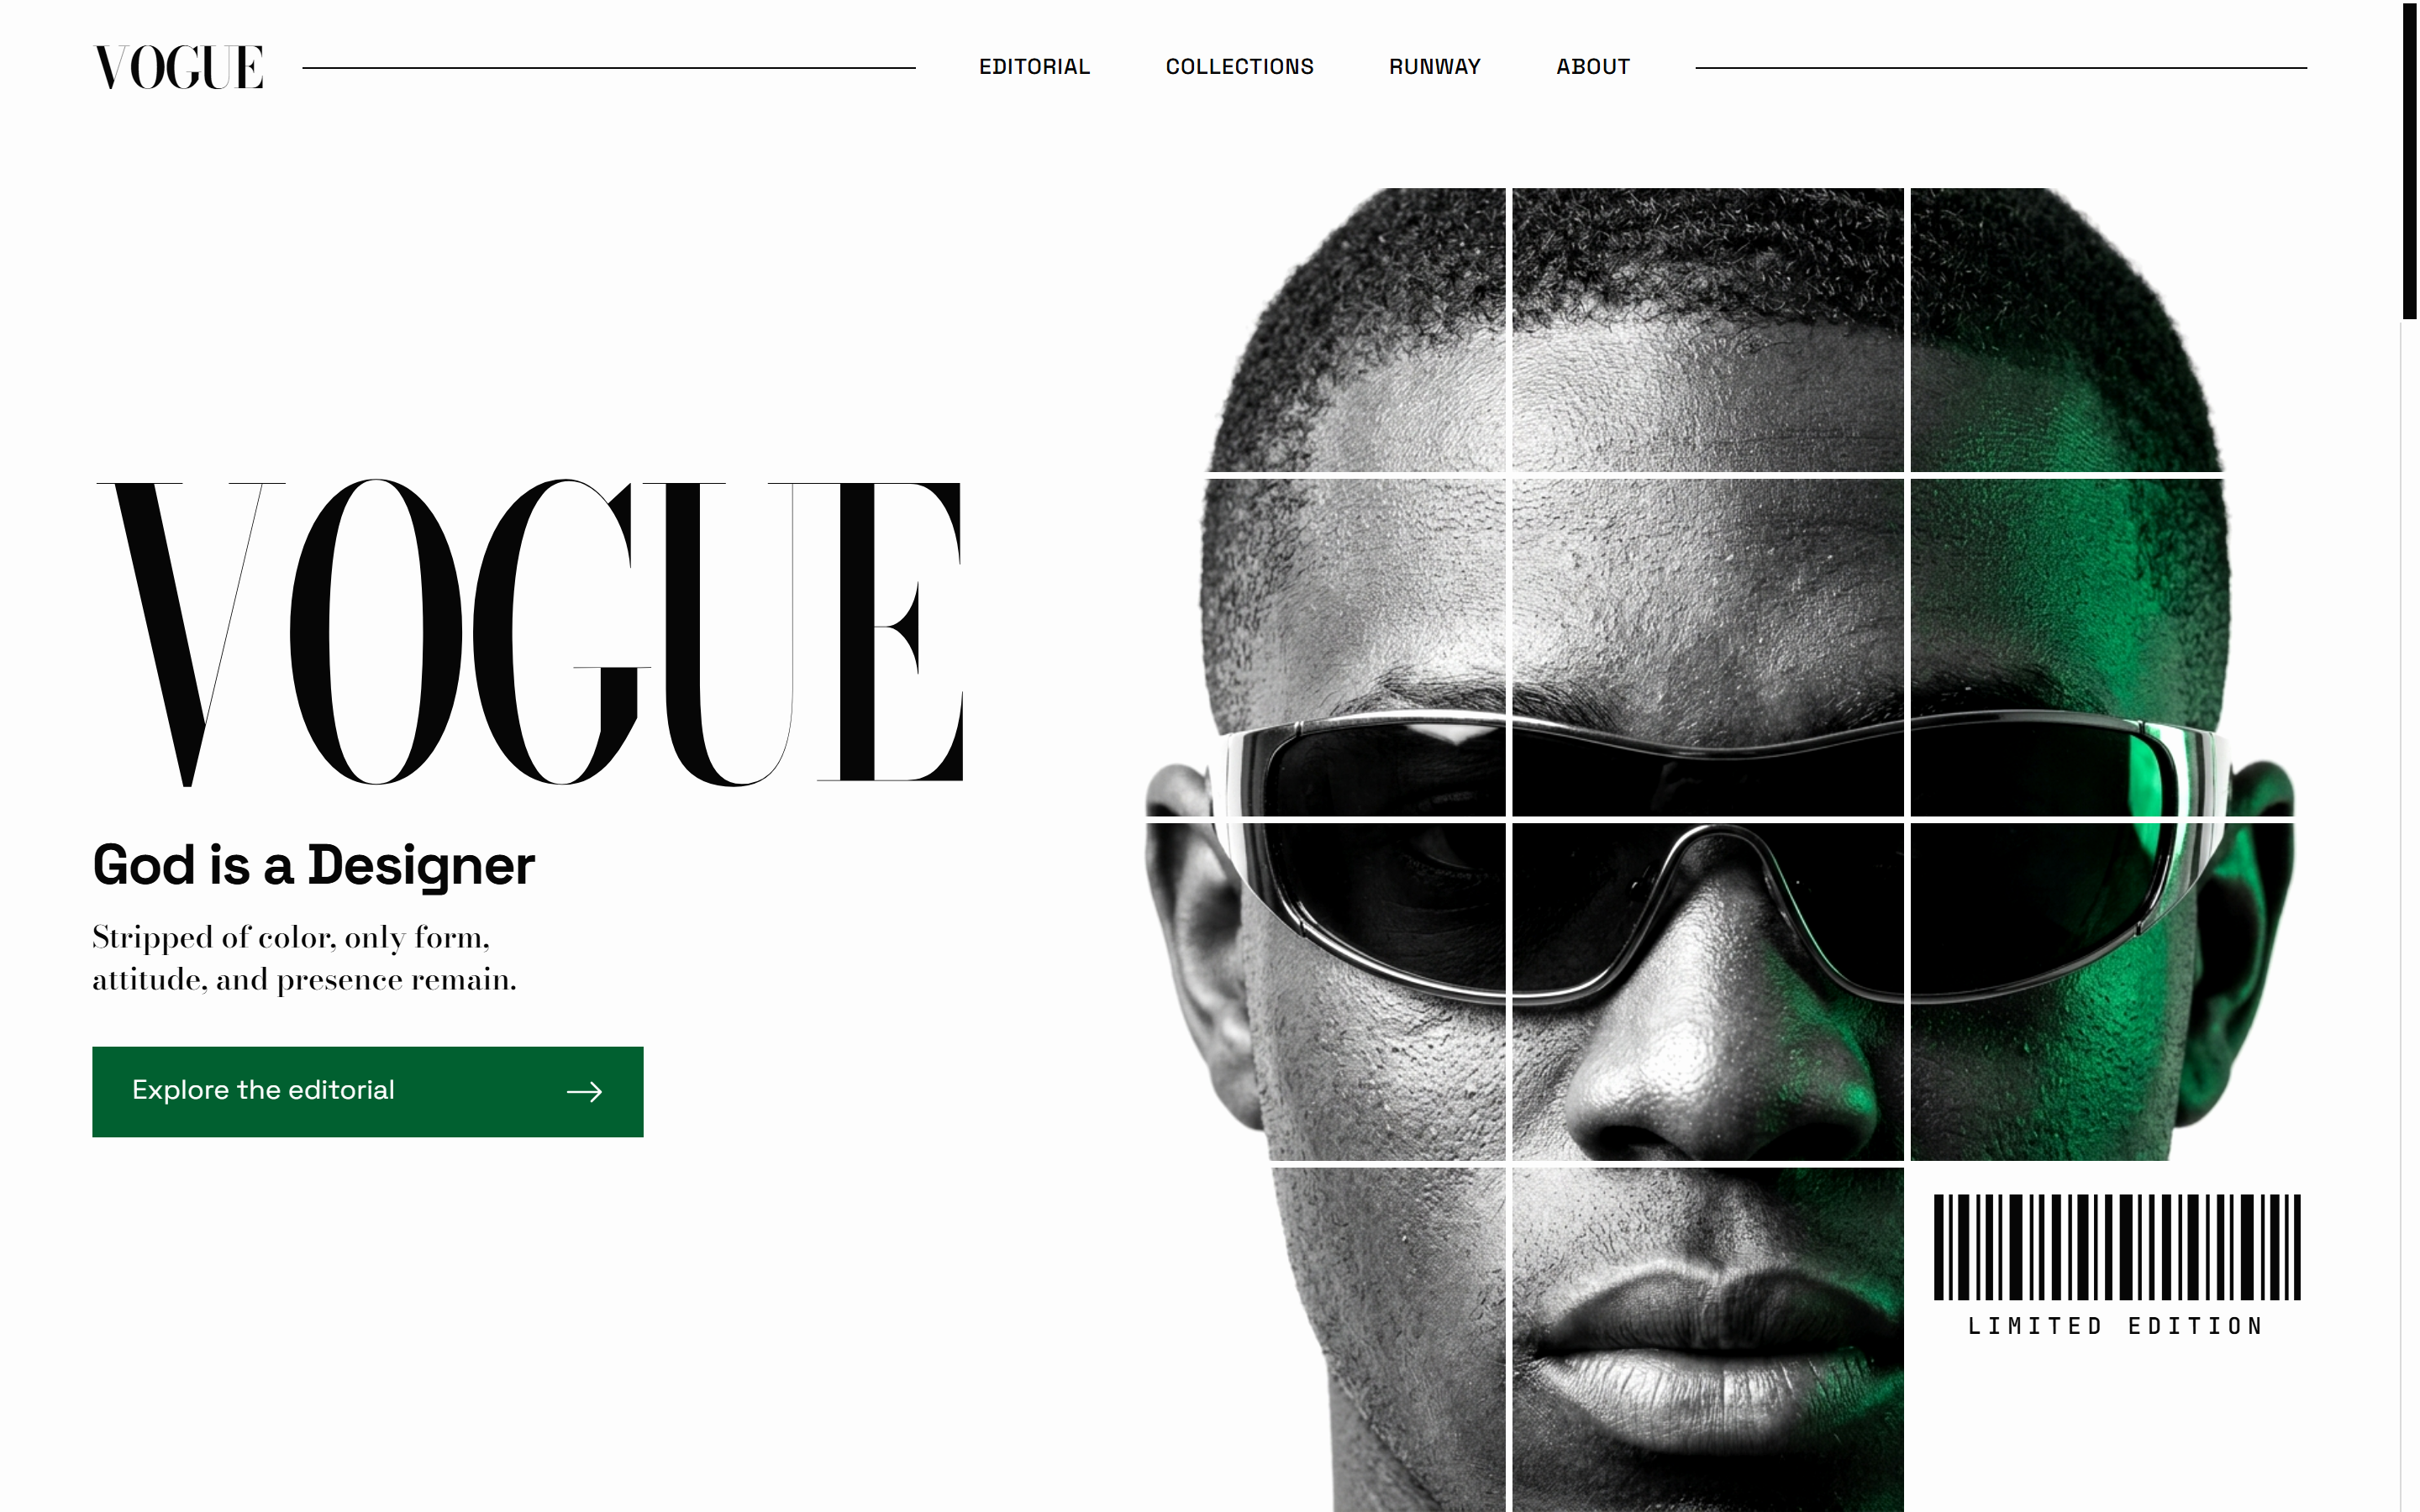 VOGUE
EDITORIAL COLLECTIONS RUNWAY ABOUT
VOGUE
God is a Designer
Stripped of color, only form,
attitude, and presence remain.
Explore the editorial
LIMITED EDITION